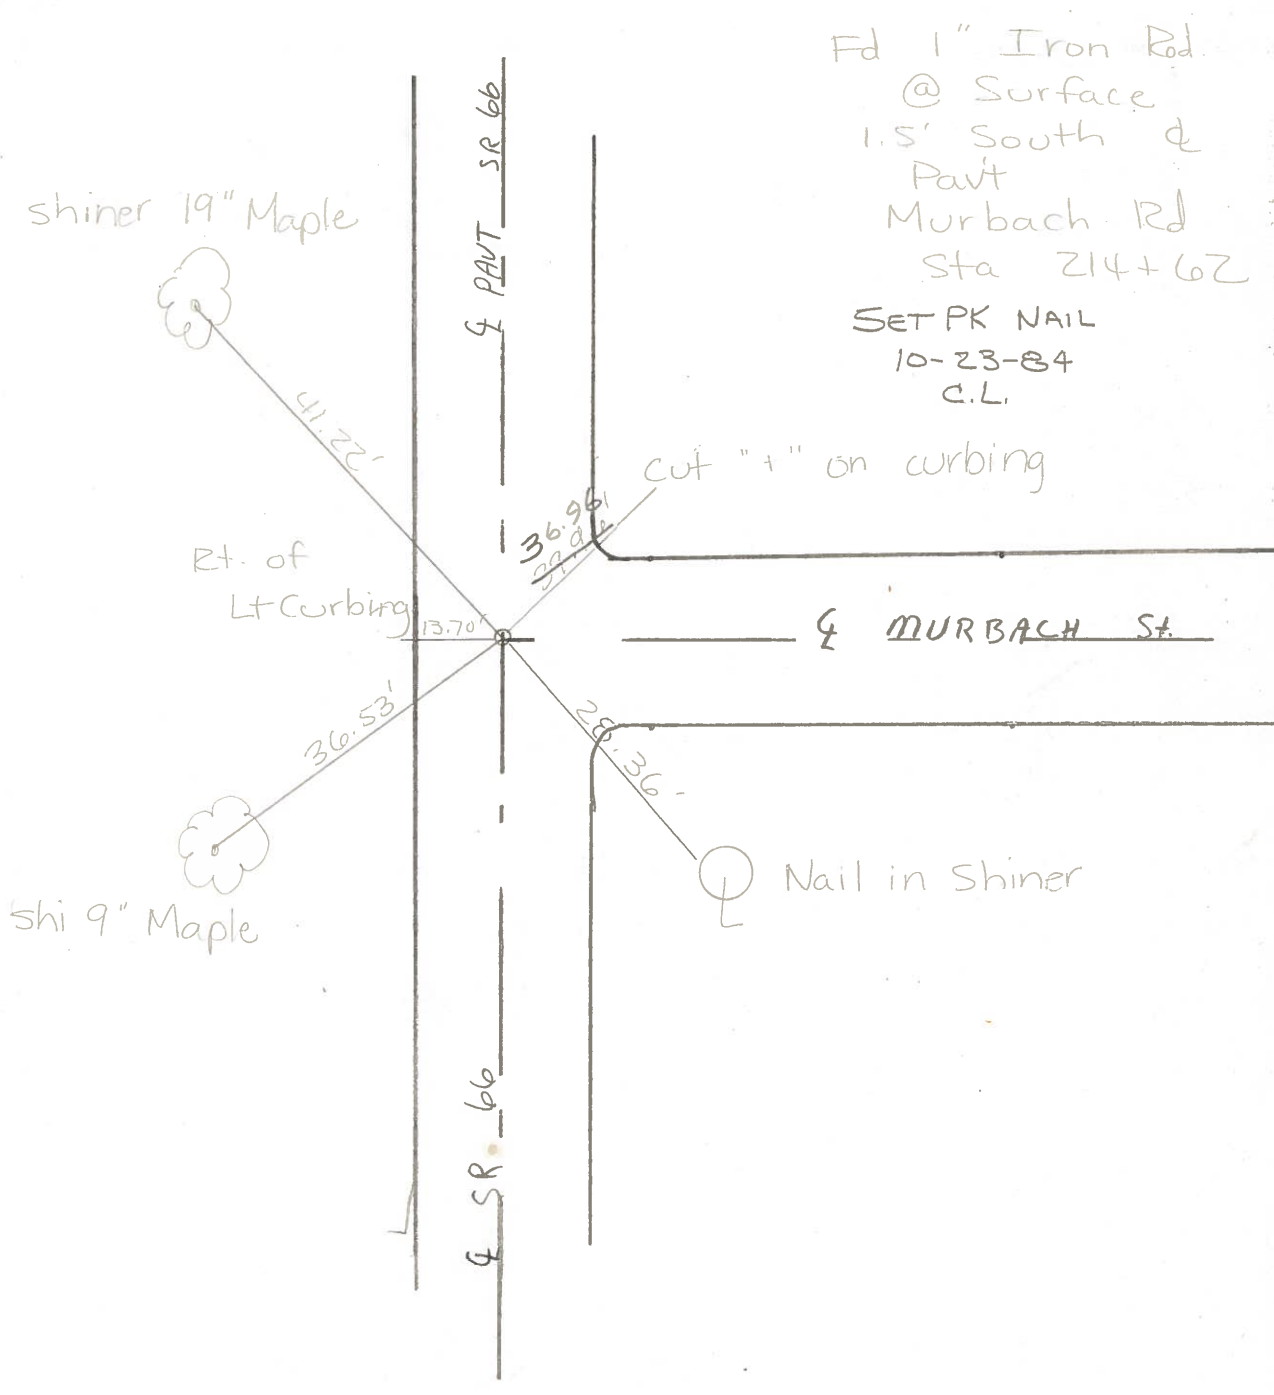 Fd 1" Iron Rod
@ Surface
1.5' South ℄
Pav't
Murbach Rd
Sta 214+62
SET PK NAIL
10-23-84
C.L.
℄ PAVT SR 66
shiner 19" Maple
41.22'
cut "+" on curbing
36.96'
Rt. of
Lt Curbing
13.70'
℄ MURBACH St.
36.53'
28.36'
Shi 9" Maple
Nail in Shiner
℄ SR 66